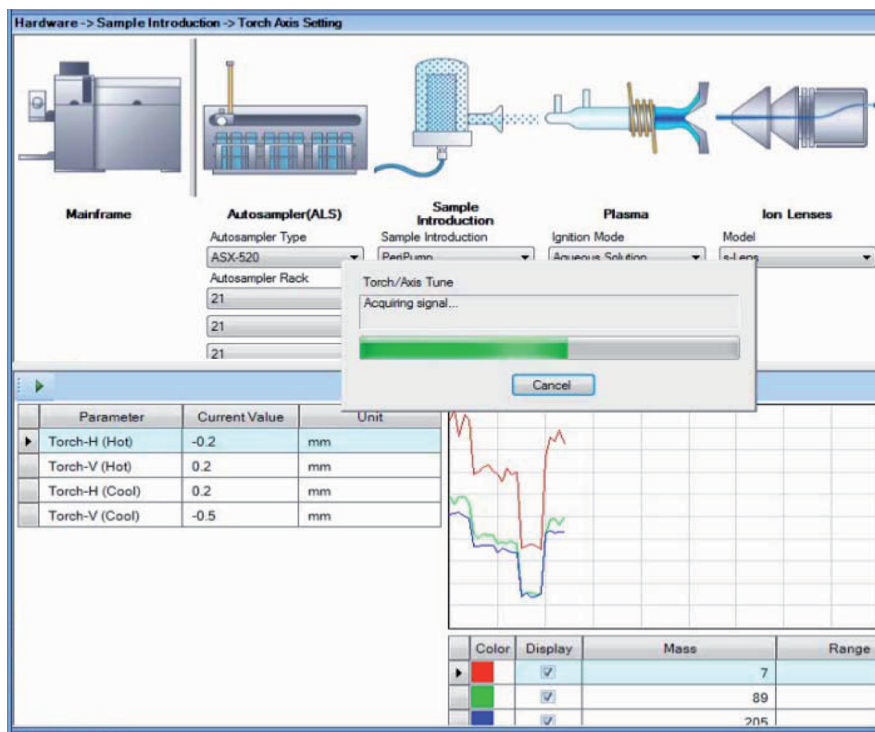 Hardware -> Sample Introduction -> Torch Axis Setting
Mainframe
Autosampler(ALS)
Sample
Introduction
Plasma
Ion Lenses
Autosampler Type
Sample Introduction
Ignition Mode
Model
ASX-520
PeriPump
Aqueous Solution
s-Lens
Autosampler Rack
21
21
21
Torch/Axis Tune
Acquiring signal...
Cancel
Parameter Current Value Unit
Torch-H (Hot) -0.2 mm
Torch-V (Hot) 0.2 mm
Torch-H (Cool) 0.2 mm
Torch-V (Cool) -0.5 mm
Color Display Mass Range
7
89
205